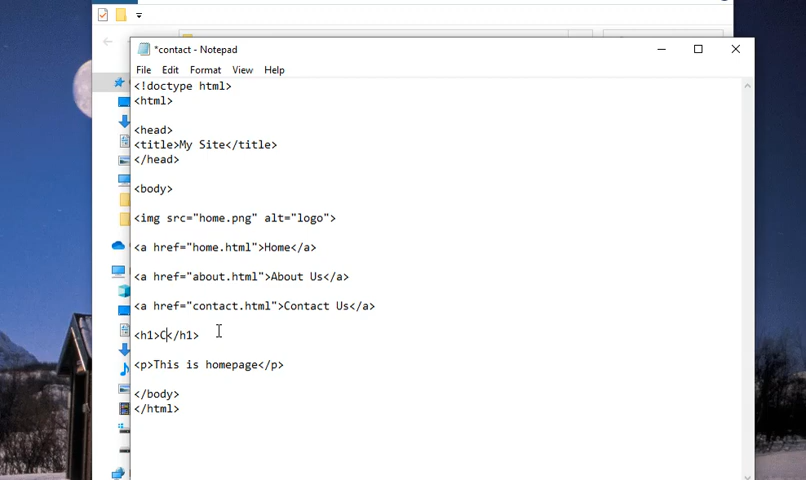 *contact - Notepad
File Edit Format View Help
<!doctype html>
<html>
<head>
<title>My Site</title>
</head>
<body>
<img src="home.png" alt="logo">
<a href="home.html">Home</a>
<a href="about.html">About Us</a>
<a href="contact.html">Contact Us</a>
<h1>C</h1>
<p>This is homepage</p>
</body>
</html>